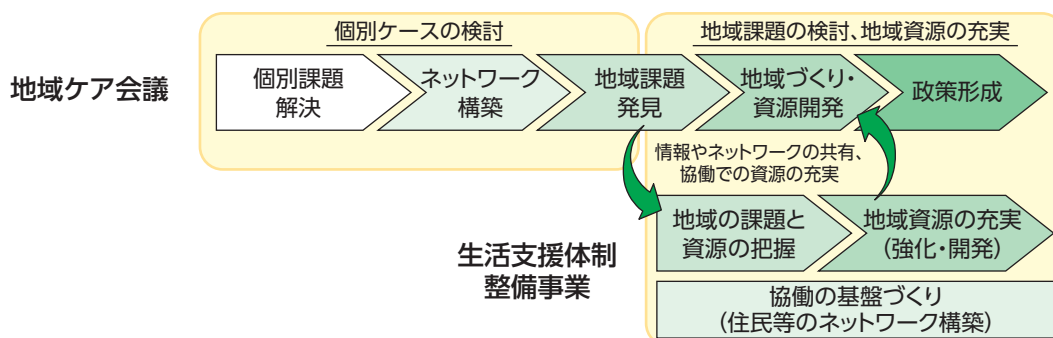 個別ケースの検討
地域課題の検討、地域資源の充実
地域ケア会議
個別課題
解決
ネットワーク
構築
地域課題
発見
地域づくり・
資源開発
政策形成
情報やネットワークの共有、
協働での資源の充実
生活支援体制
整備事業
地域の課題と
資源の把握
地域資源の充実
(強化・開発)
協働の基盤づくり
(住民等のネットワーク構築)